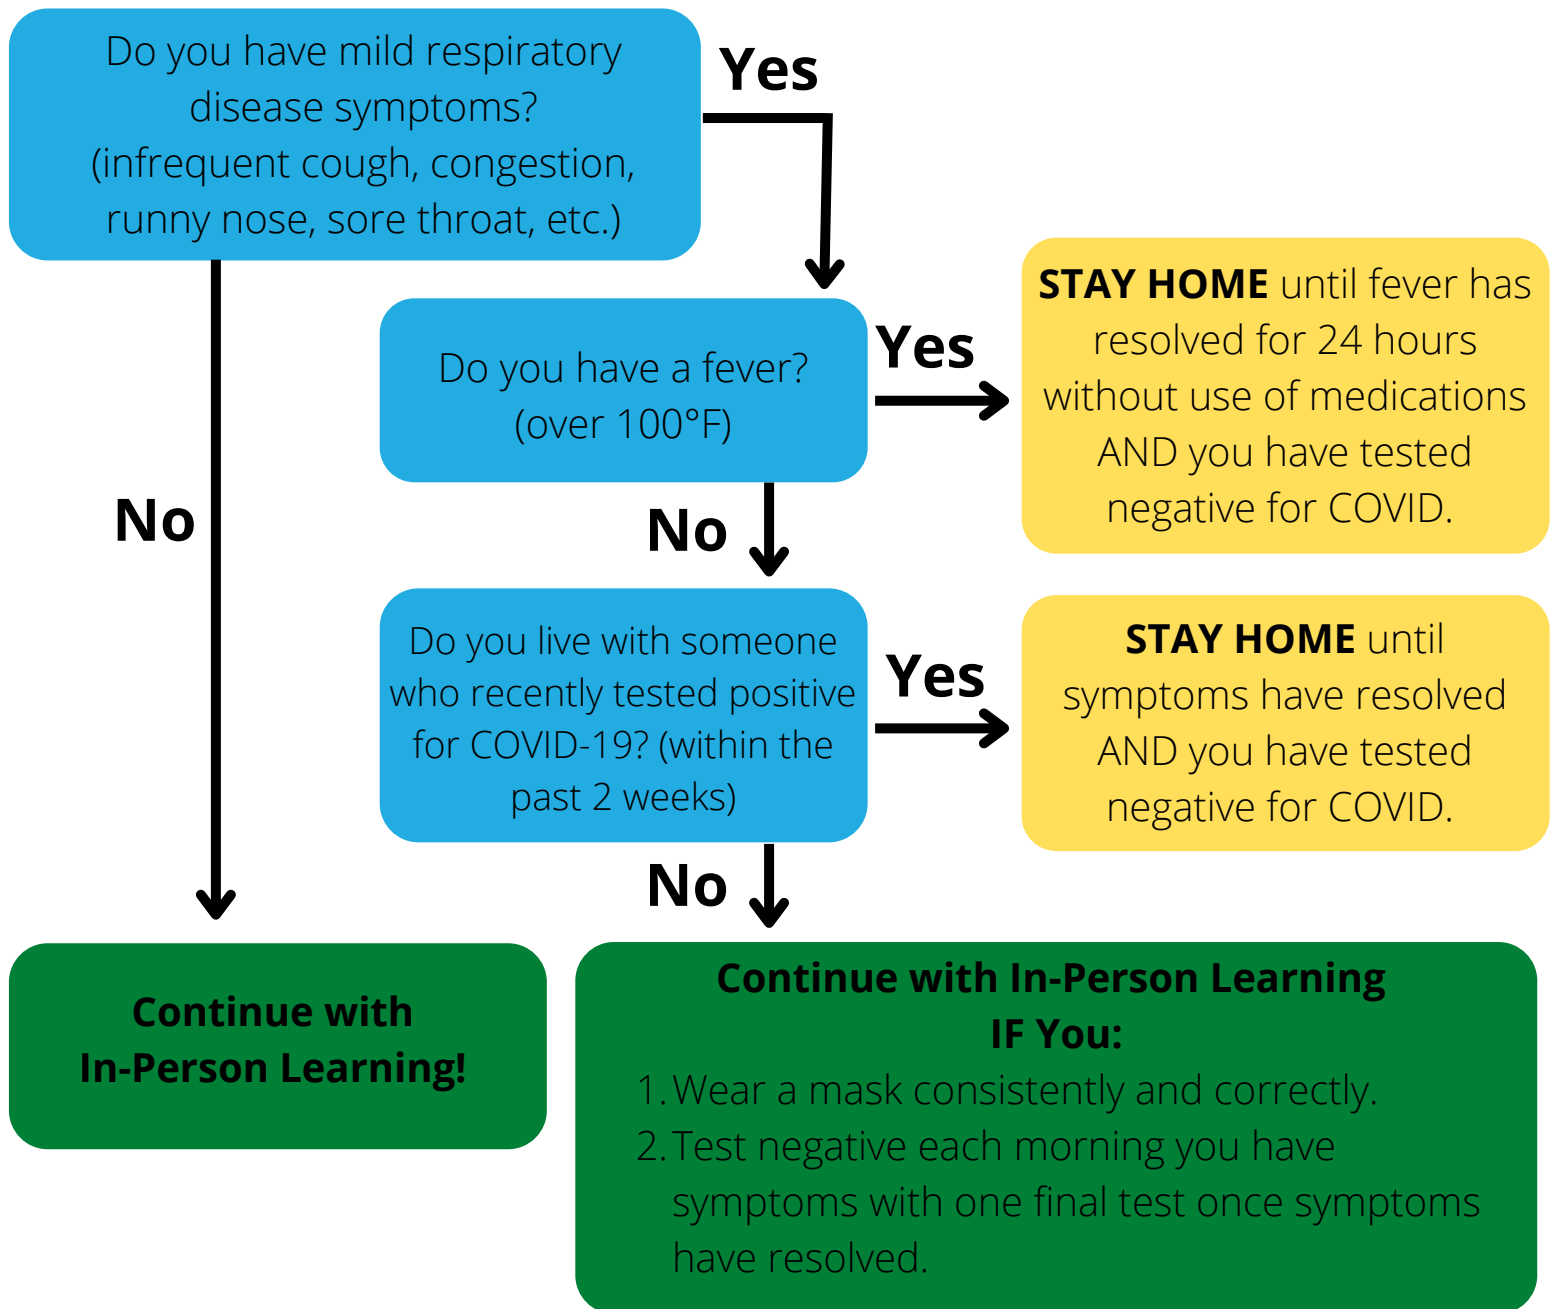 Do you have mild respiratory
disease symptoms?
(infrequent cough, congestion,
runny nose, sore throat, etc.)
Yes
Do you have a fever?
(over 100°F)
Yes
STAY HOME until fever has
resolved for 24 hours
without use of medications
AND you have tested
negative for COVID.
No
No
Do you live with someone
who recently tested positive
for COVID-19? (within the
past 2 weeks)
Yes
STAY HOME until
symptoms have resolved
AND you have tested
negative for COVID.
No
Continue with
In-Person Learning!
Continue with In-Person Learning
IF You:
1. Wear a mask consistently and correctly.
2. Test negative each morning you have
symptoms with one final test once symptoms
have resolved.